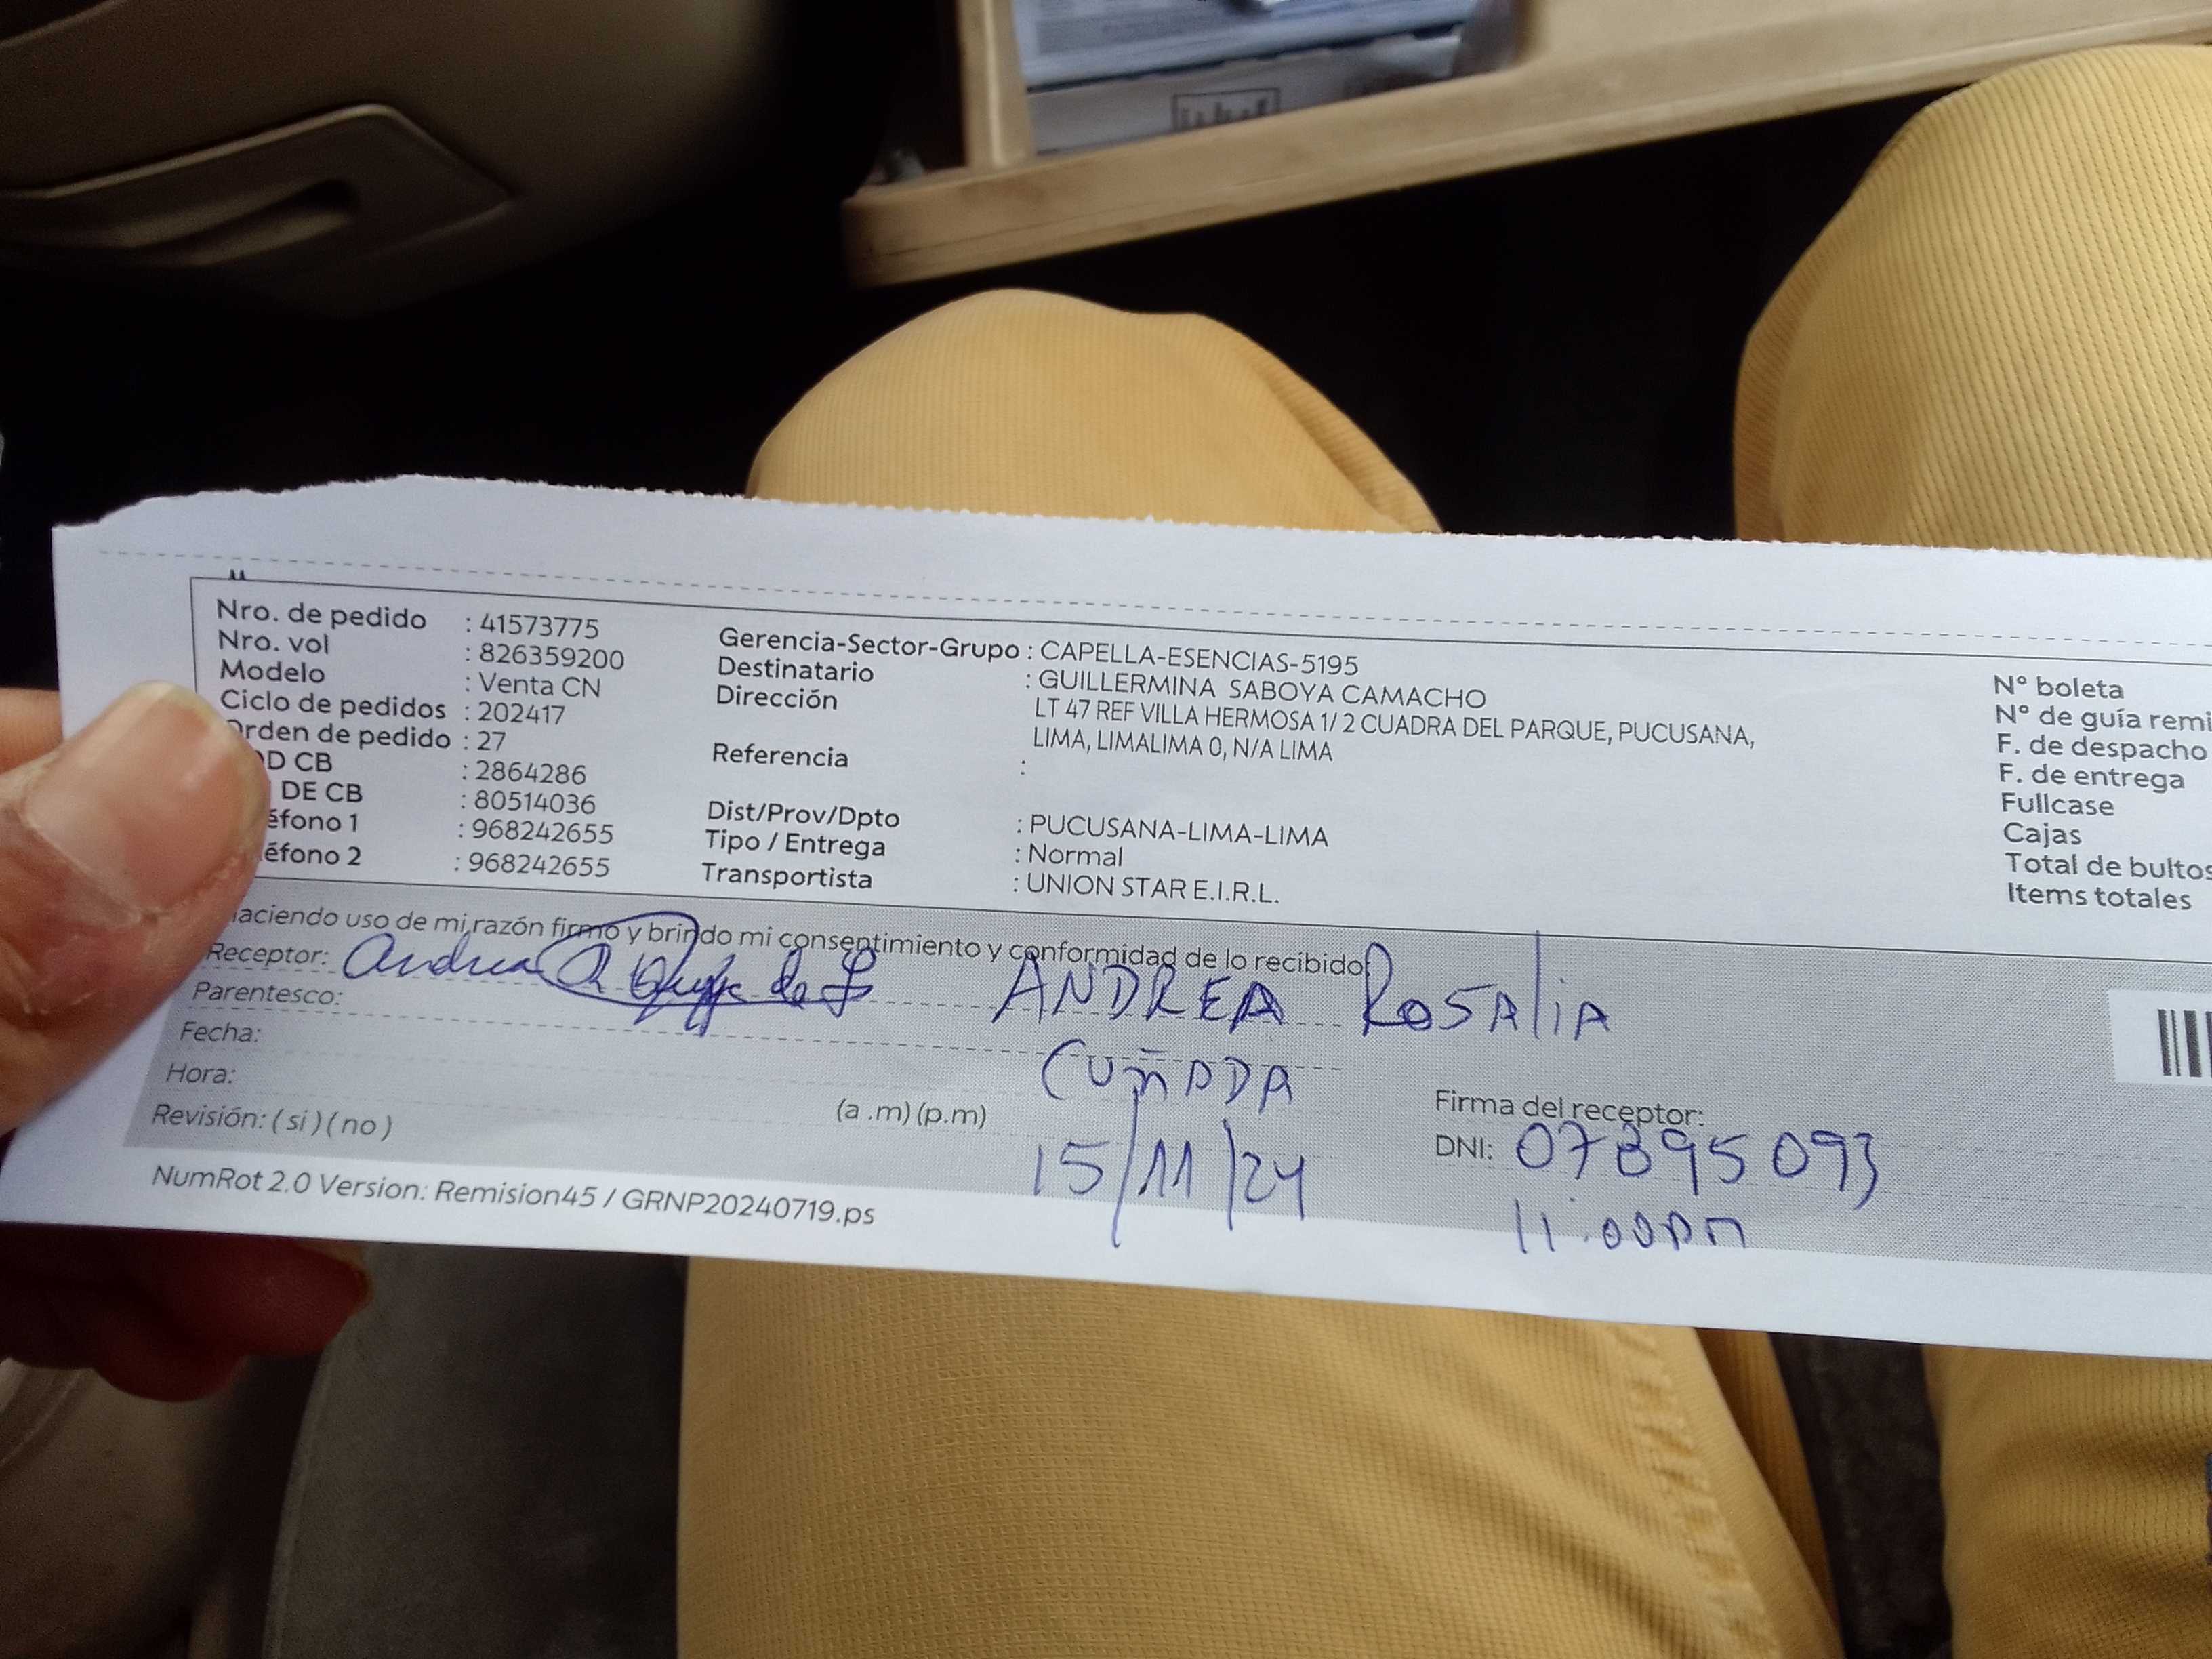 Nro. de pedido : 41573775
Nro. vol : 826359200
Modelo : Venta CN
Ciclo de pedidos : 202417
Orden de pedido : 27
D CB : 2864286
DE CB : 80514036
éfono 1 : 968242655
éfono 2 : 968242655
Gerencia-Sector-Grupo : CAPELLA-ESENCIAS-5195
Destinatario : GUILLERMINA SABOYA CAMACHO
Dirección LT 47 REF VILLA HERMOSA 1/ 2 CUADRA DEL PARQUE, PUCUSANA,
LIMA, LIMALIMA 0, N/A LIMA
Referencia :
Dist/Prov/Dpto : PUCUSANA-LIMA-LIMA
Tipo / Entrega : Normal
Transportista : UNION STAR E.I.R.L.
N° boleta
N° de guía remi
F. de despacho
F. de entrega
Fullcase
Cajas
Total de bultos
Items totales
haciendo uso de mi razón firmo y brindo mi consentimiento y conformidad de lo recibido
Receptor: Andrea ANDREA ROSALIA
Parentesco: CUÑADA
Fecha: 15/11/24
Hora: (a .m) (p.m)
Revisión: ( si ) ( no )
Firma del receptor:
DNI: 07895093
11:00
NumRot 2.0 Version: Remision45 / GRNP20240719.ps